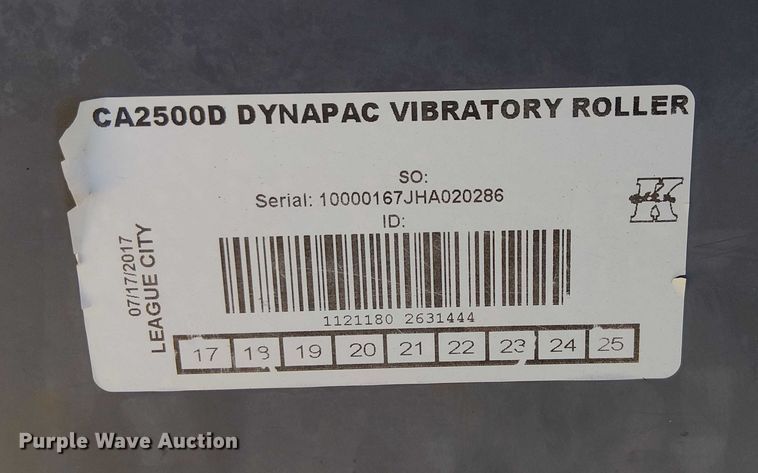 CA2500D DYNAPAC VIBRATORY ROLLER
SO:
Serial: 10000167JHA020286
ID:
07/17/2017
LEAGUE CITY
1121180 2631444
17 18 19 20 21 22 23 24 25
K
Purple Wave Auction